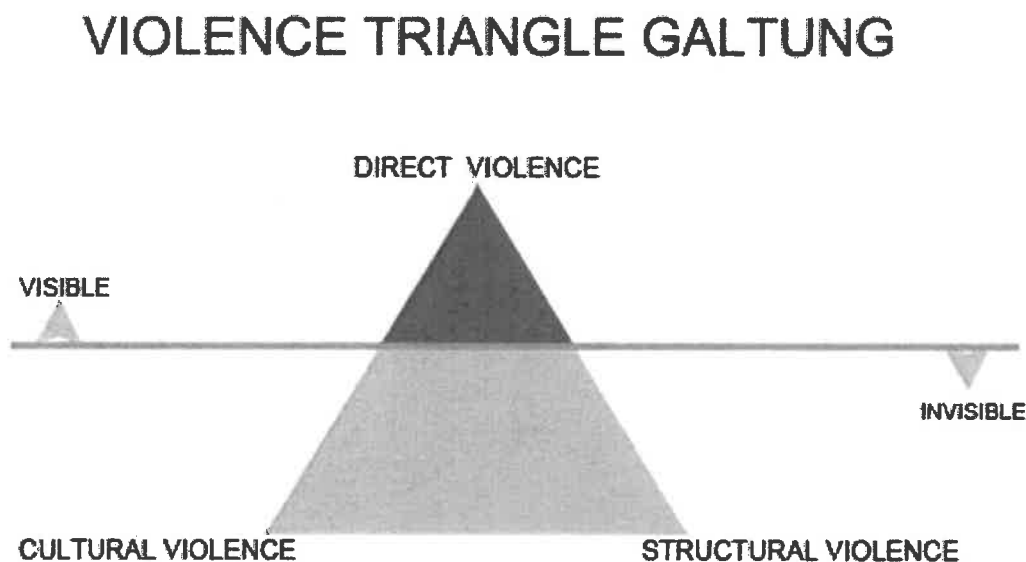 VIOLENCE TRIANGLE GALTUNG
DIRECT VIOLENCE
VISIBLE
INVISIBLE
CULTURAL VIOLENCE
STRUCTURAL VIOLENCE